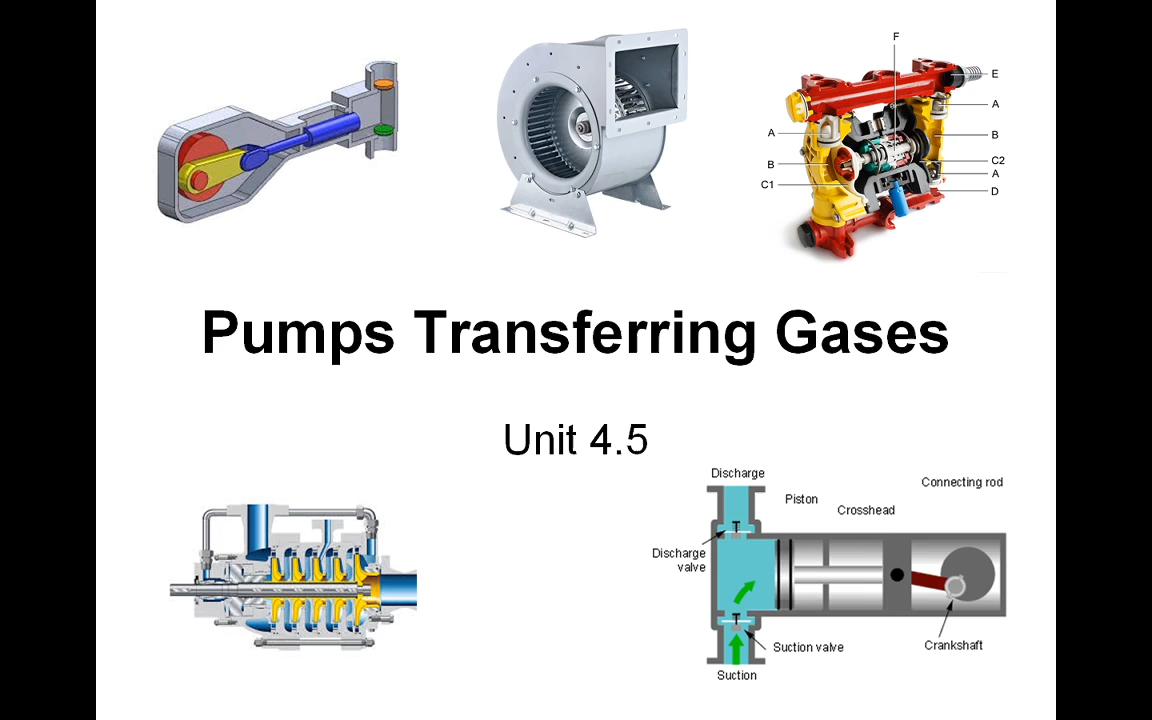 F
E
A
A
B
B
C2
A
C1
D
Pumps Transferring Gases
Unit 4.5
Discharge
Connecting rod
Piston
Crosshead
Discharge
valve
Suction valve
Crankshaft
Suction